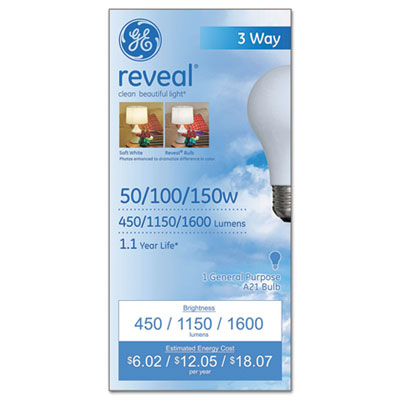 GE
3 Way
reveal®
clean beautiful light*
Soft White Reveal® Bulb
Photos enhanced to dramatize difference in color
50/100/150w
450/1150/1600 Lumens
1.1 Year Life*
1 General Purpose
A21 Bulb
Brightness
450 / 1150 / 1600
lumens
Estimated Energy Cost
$6.02 / $12.05 / $18.07
per year